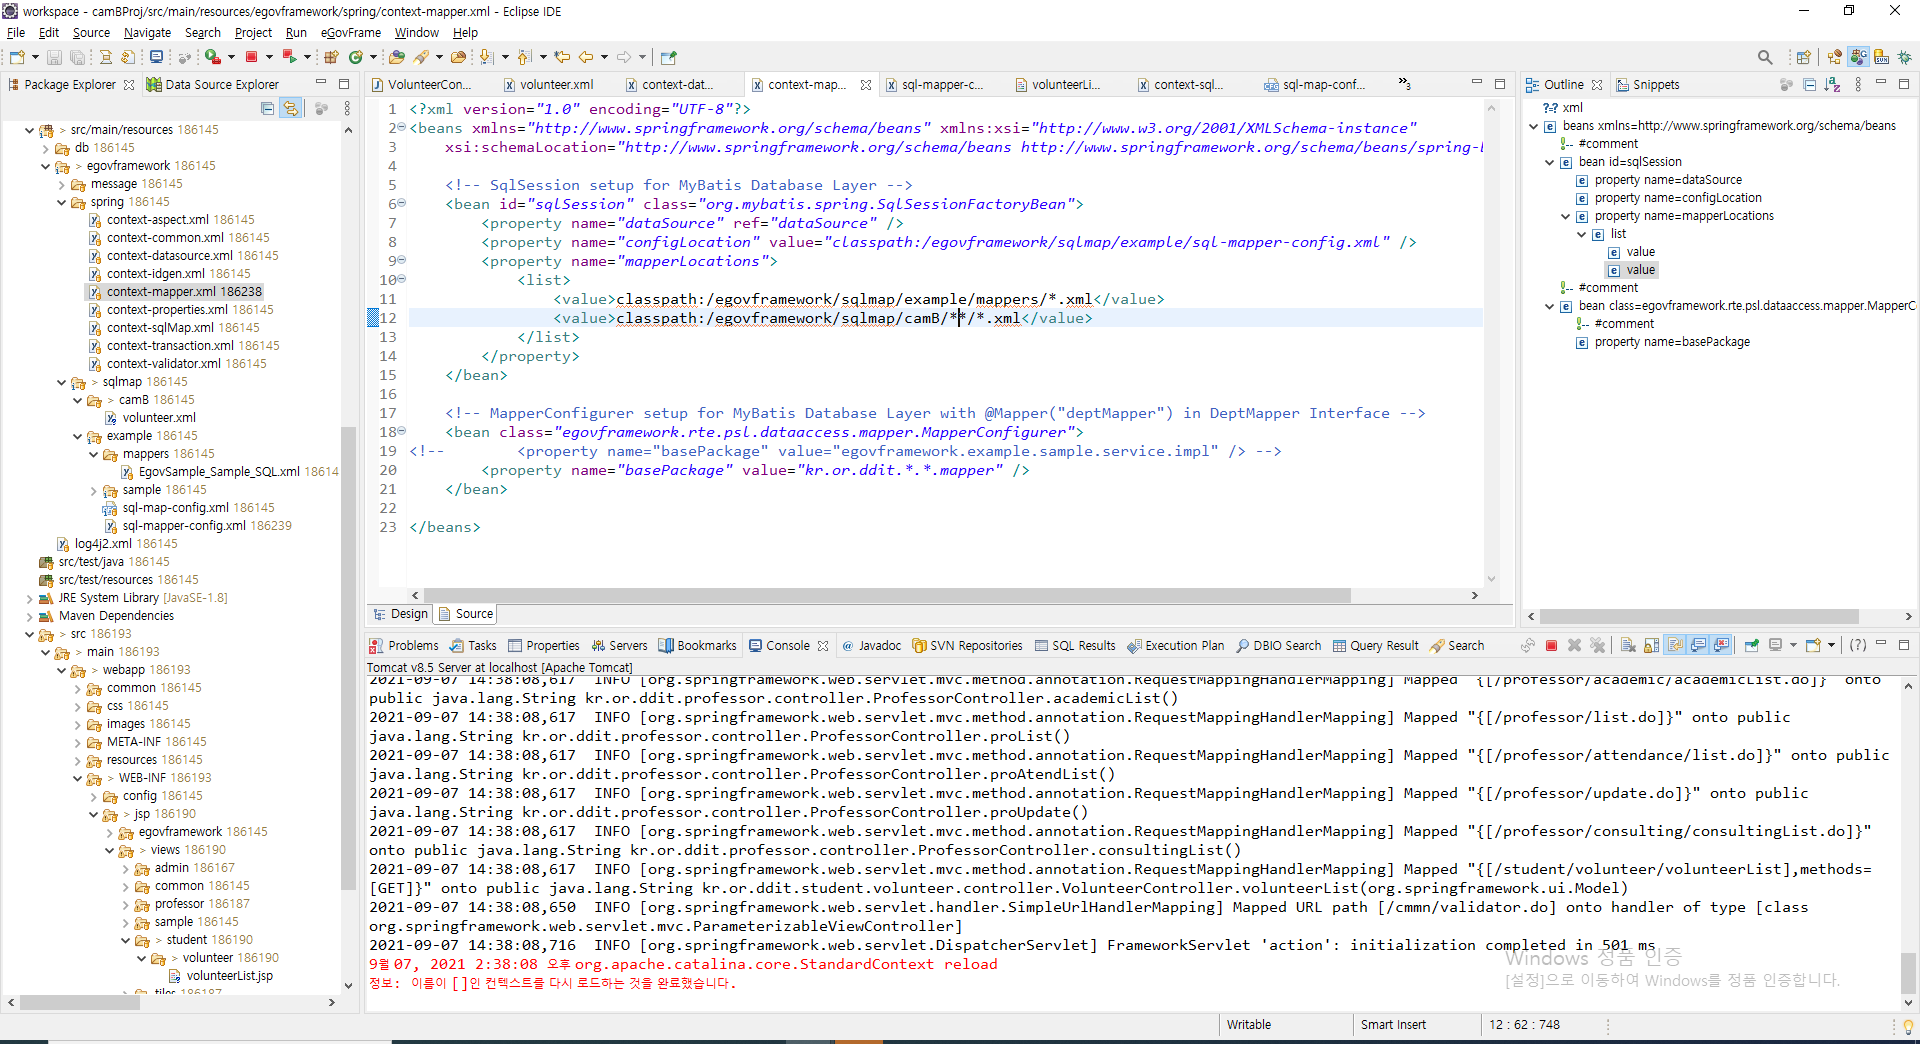 workspace - camBProj/src/main/resources/egovframework/spring/context-mapper.xml - Eclipse IDE
File Edit Source Navigate Search Project Run eGovFrame Window Help
Package Explorer
Data Source Explorer
src/main/resources 186145
db 186145
egovframework 186145
message 186145
spring 186145
context-aspect.xml 186145
context-common.xml 186145
context-datasource.xml 186145
context-idgen.xml 186145
context-mapper.xml 186238
context-properties.xml 186145
context-sqlMap.xml 186145
context-transaction.xml 186145
context-validator.xml 186145
sqlmap 186145
camB 186145
volunteer.xml
example 186145
mappers 186145
EgovSample_Sample_SQL.xml 18614
sample 186145
sql-map-config.xml 186145
sql-mapper-config.xml 186239
log4j2.xml 186145
src/test/java 186145
src/test/resources 186145
JRE System Library [JavaSE-1.8]
Maven Dependencies
src 186193
main 186193
webapp 186193
common 186145
css 186145
images 186145
META-INF 186145
resources 186145
WEB-INF 186193
config 186145
jsp 186190
egovframework 186145
views 186190
admin 186167
common 186145
professor 186187
sample 186145
student 186190
volunteer 186190
volunteerList.jsp
tiles 186187
VolunteerCon... volunteer.xml context-dat... context-map... sql-mapper-c... volunteerLi... context-sql... sql-map-conf... »3
1 <?xml version="1.0" encoding="UTF-8"?>
2 <beans xmlns="http://www.springframework.org/schema/beans" xmlns:xsi="http://www.w3.org/2001/XMLSchema-instance"
3 xsi:schemaLocation="http://www.springframework.org/schema/beans http://www.springframework.org/schema/beans/spring-b
4
5 <!-- SqlSession setup for MyBatis Database Layer -->
6 <bean id="sqlSession" class="org.mybatis.spring.SqlSessionFactoryBean">
7 <property name="dataSource" ref="dataSource" />
8 <property name="configLocation" value="classpath:/egovframework/sqlmap/example/sql-mapper-config.xml" />
9 <property name="mapperLocations">
10 <list>
11 <value>classpath:/egovframework/sqlmap/example/mappers/*.xml</value>
12 <value>classpath:/egovframework/sqlmap/camB/**/*.xml</value>
13 </list>
14 </property>
15 </bean>
16
17 <!-- MapperConfigurer setup for MyBatis Database Layer with @Mapper("deptMapper") in DeptMapper Interface -->
18 <bean class="egovframework.rte.psl.dataaccess.mapper.MapperConfigurer">
19 <!-- <property name="basePackage" value="egovframework.example.sample.service.impl" /> -->
20 <property name="basePackage" value="kr.or.ddit.*.*.mapper" />
21 </bean>
22
23 </beans>
Design Source
Outline Snippets
?=? xml
beans xmlns=http://www.springframework.org/schema/beans
#comment
bean id=sqlSession
property name=dataSource
property name=configLocation
property name=mapperLocations
list
value
value
#comment
bean class=egovframework.rte.psl.dataaccess.mapper.MapperC
#comment
property name=basePackage
Problems Tasks Properties Servers Bookmarks Console Javadoc SVN Repositories SQL Results Execution Plan DBIO Search Query Result Search
Tomcat v8.5 Server at localhost [Apache Tomcat]
2021-09-07 14:38:08,617 INFO [org.springframework.web.servlet.mvc.method.annotation.RequestMappingHandlerMapping] Mapped "{[/professor/academic/academicList.do]}" onto
public java.lang.String kr.or.ddit.professor.controller.ProfessorController.academicList()
2021-09-07 14:38:08,617 INFO [org.springframework.web.servlet.mvc.method.annotation.RequestMappingHandlerMapping] Mapped "{[/professor/list.do]}" onto public
java.lang.String kr.or.ddit.professor.controller.ProfessorController.proList()
2021-09-07 14:38:08,617 INFO [org.springframework.web.servlet.mvc.method.annotation.RequestMappingHandlerMapping] Mapped "{[/professor/attendance/list.do]}" onto public
java.lang.String kr.or.ddit.professor.controller.ProfessorController.proAtendList()
2021-09-07 14:38:08,617 INFO [org.springframework.web.servlet.mvc.method.annotation.RequestMappingHandlerMapping] Mapped "{[/professor/update.do]}" onto public
java.lang.String kr.or.ddit.professor.controller.ProfessorController.proUpdate()
2021-09-07 14:38:08,617 INFO [org.springframework.web.servlet.mvc.method.annotation.RequestMappingHandlerMapping] Mapped "{[/professor/consulting/consultingList.do]}"
onto public java.lang.String kr.or.ddit.professor.controller.ProfessorController.consultingList()
2021-09-07 14:38:08,617 INFO [org.springframework.web.servlet.mvc.method.annotation.RequestMappingHandlerMapping] Mapped "{[/student/volunteer/volunteerList],methods=
[GET]}" onto public java.lang.String kr.or.ddit.student.volunteer.controller.VolunteerController.volunteerList(org.springframework.ui.Model)
2021-09-07 14:38:08,650 INFO [org.springframework.web.servlet.handler.SimpleUrlHandlerMapping] Mapped URL path [/cmmn/validator.do] onto handler of type [class
org.springframework.web.servlet.mvc.ParameterizableViewController]
2021-09-07 14:38:08,716 INFO [org.springframework.web.servlet.DispatcherServlet] FrameworkServlet 'action': initialization completed in 501 ms
9월 07, 2021 2:38:08 오후 org.apache.catalina.core.StandardContext reload
정보: 이름이 []인 컨텍스트를 다시 로드하는 것을 완료했습니다.
Windows 정품 인증
[설정]으로 이동하여 Windows를 정품 인증합니다.
Writable Smart Insert 12 : 62 : 748